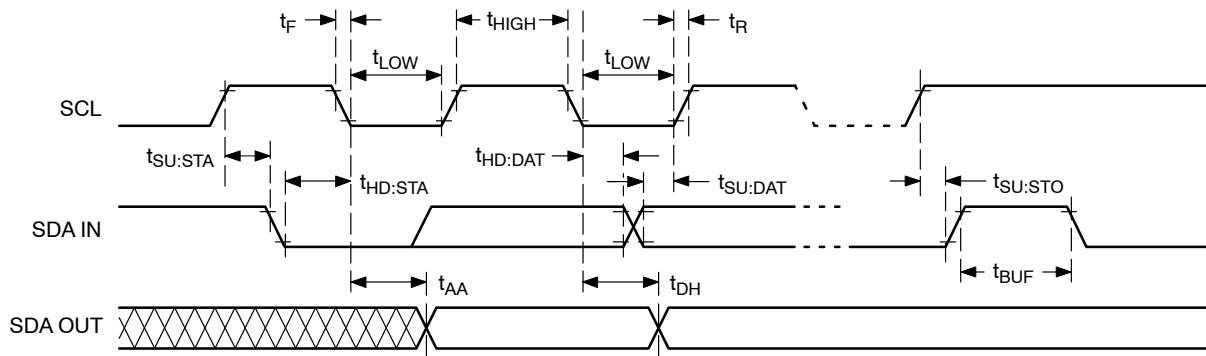 tF
tHIGH
tR
tLOW
tLOW
SCL
tSU:STA
tHD:STA
tHD:DAT
tSU:DAT
tSU:STO
SDA IN
tAA
tDH
tBUF
SDA OUT